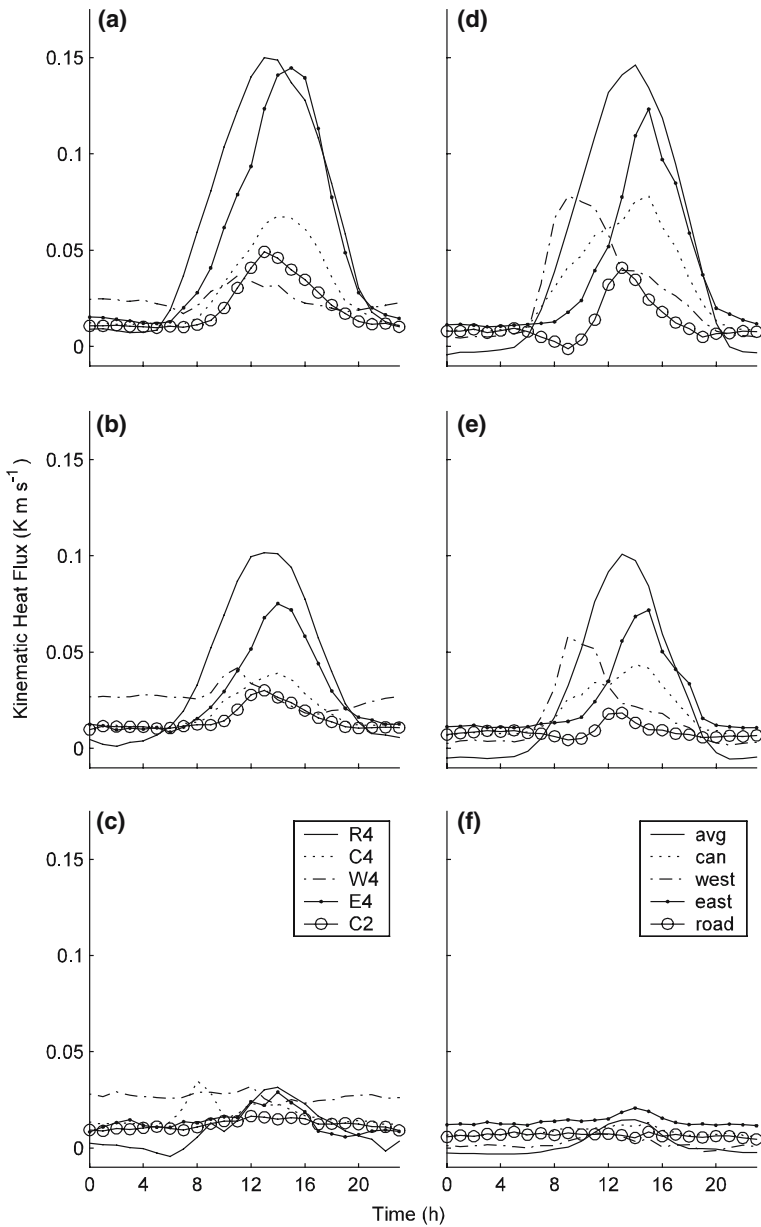 (a)
(d)
0.15
0.1
0.05
0
(b)
(e)
0.15
0.1
0.05
0
Kinematic Heat Flux (K m s⁻¹)
(c)
(f)
0.15
0.1
0.05
0
R4
C4
W4
E4
C2
avg
can
west
east
road
0 4 8 12 16 20
0 4 8 12 16 20
Time (h)